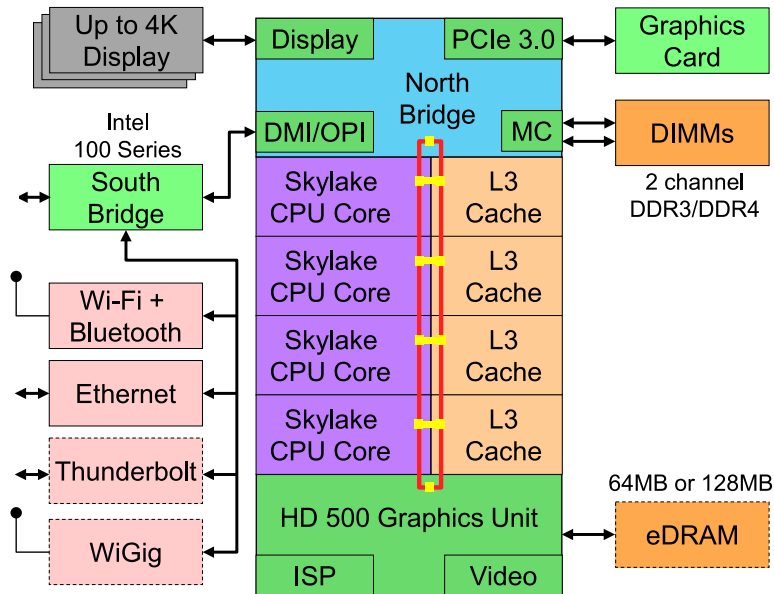 Up to 4K
Display
Display
PCIe 3.0
Graphics
Card
North
Bridge
Intel
100 Series
DMI/OPI
MC
DIMMs
2 channel
DDR3/DDR4
South
Bridge
Skylake
CPU Core
L3
Cache
Skylake
CPU Core
L3
Cache
Wi-Fi +
Bluetooth
Skylake
CPU Core
L3
Cache
Ethernet
Skylake
CPU Core
L3
Cache
Thunderbolt
64MB or 128MB
HD 500 Graphics Unit
eDRAM
WiGig
ISP
Video